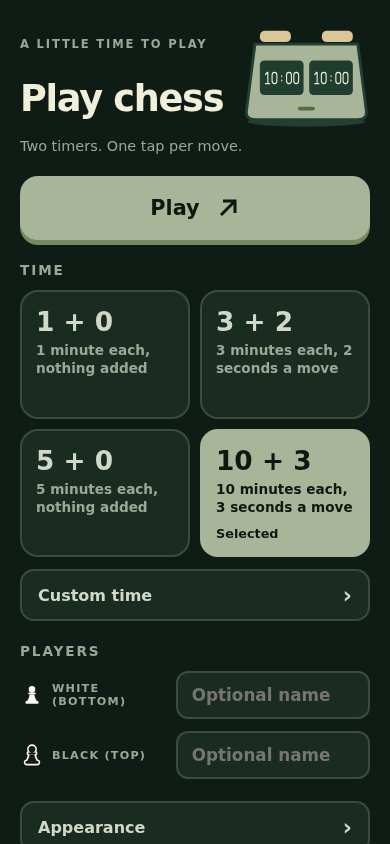 A LITTLE TIME TO PLAY
Play chess
10:00 10:00
Two timers. One tap per move.
Play
TIME
1 + 0
1 minute each,
nothing added
3 + 2
3 minutes each, 2
seconds a move
5 + 0
5 minutes each,
nothing added
10 + 3
10 minutes each,
3 seconds a move
Selected
Custom time
PLAYERS
WHITE
(BOTTOM)
Optional name
BLACK (TOP)
Optional name
Appearance